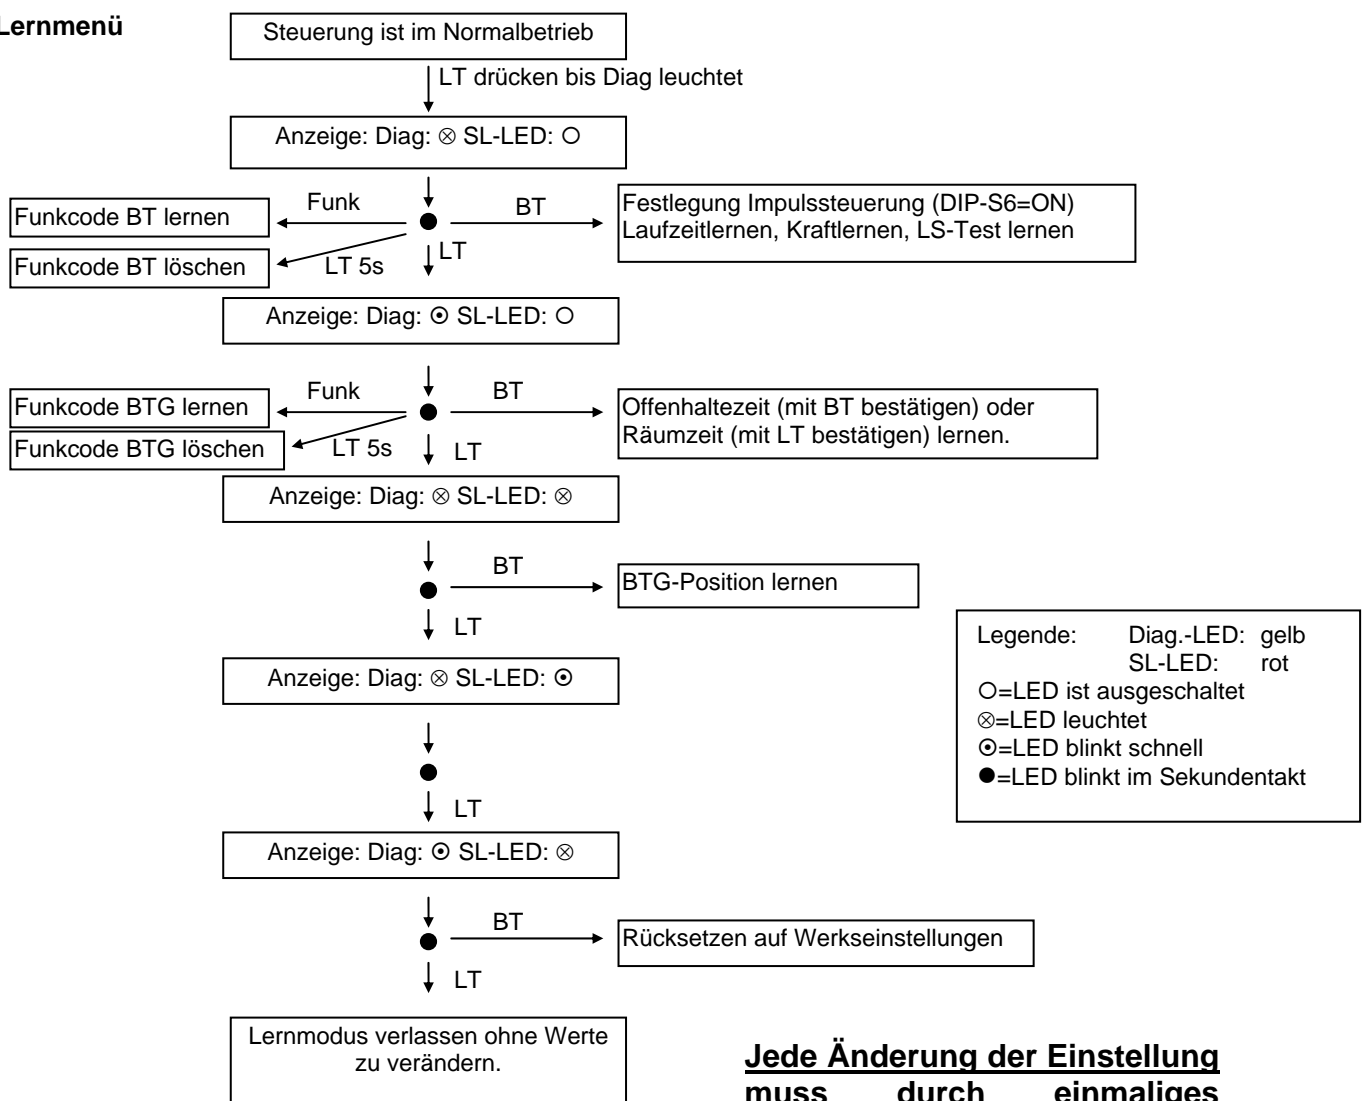 Lernmenü
Steuerung ist im Normalbetrieb
LT drücken bis Diag leuchtet
Anzeige: Diag: ⊗ SL-LED: O
Funk
BT
Funkcode BT lernen
Festlegung Impulssteuerung (DIP-S6=ON)
Laufzeitlernen, Kraftlernen, LS-Test lernen
LT
Funkcode BT löschen
LT 5s
Anzeige: Diag: ⊙ SL-LED: O
Funk
BT
Funkcode BTG lernen
Offenhaltezeit (mit BT bestätigen) oder
Räumzeit (mit LT bestätigen) lernen.
Funkcode BTG löschen
LT 5s
LT
Anzeige: Diag: ⊗ SL-LED: ⊗
BT
BTG-Position lernen
LT
Anzeige: Diag: ⊗ SL-LED: ⊙
Legende: Diag.-LED: gelb
SL-LED: rot
O=LED ist ausgeschaltet
⊗=LED leuchtet
⊙=LED blinkt schnell
●=LED blinkt im Sekundentakt
LT
Anzeige: Diag: ⊙ SL-LED: ⊗
BT
Rücksetzen auf Werkseinstellungen
LT
Lernmodus verlassen ohne Werte
zu verändern.
Jede Änderung der Einstellung
muss durch einmaliges